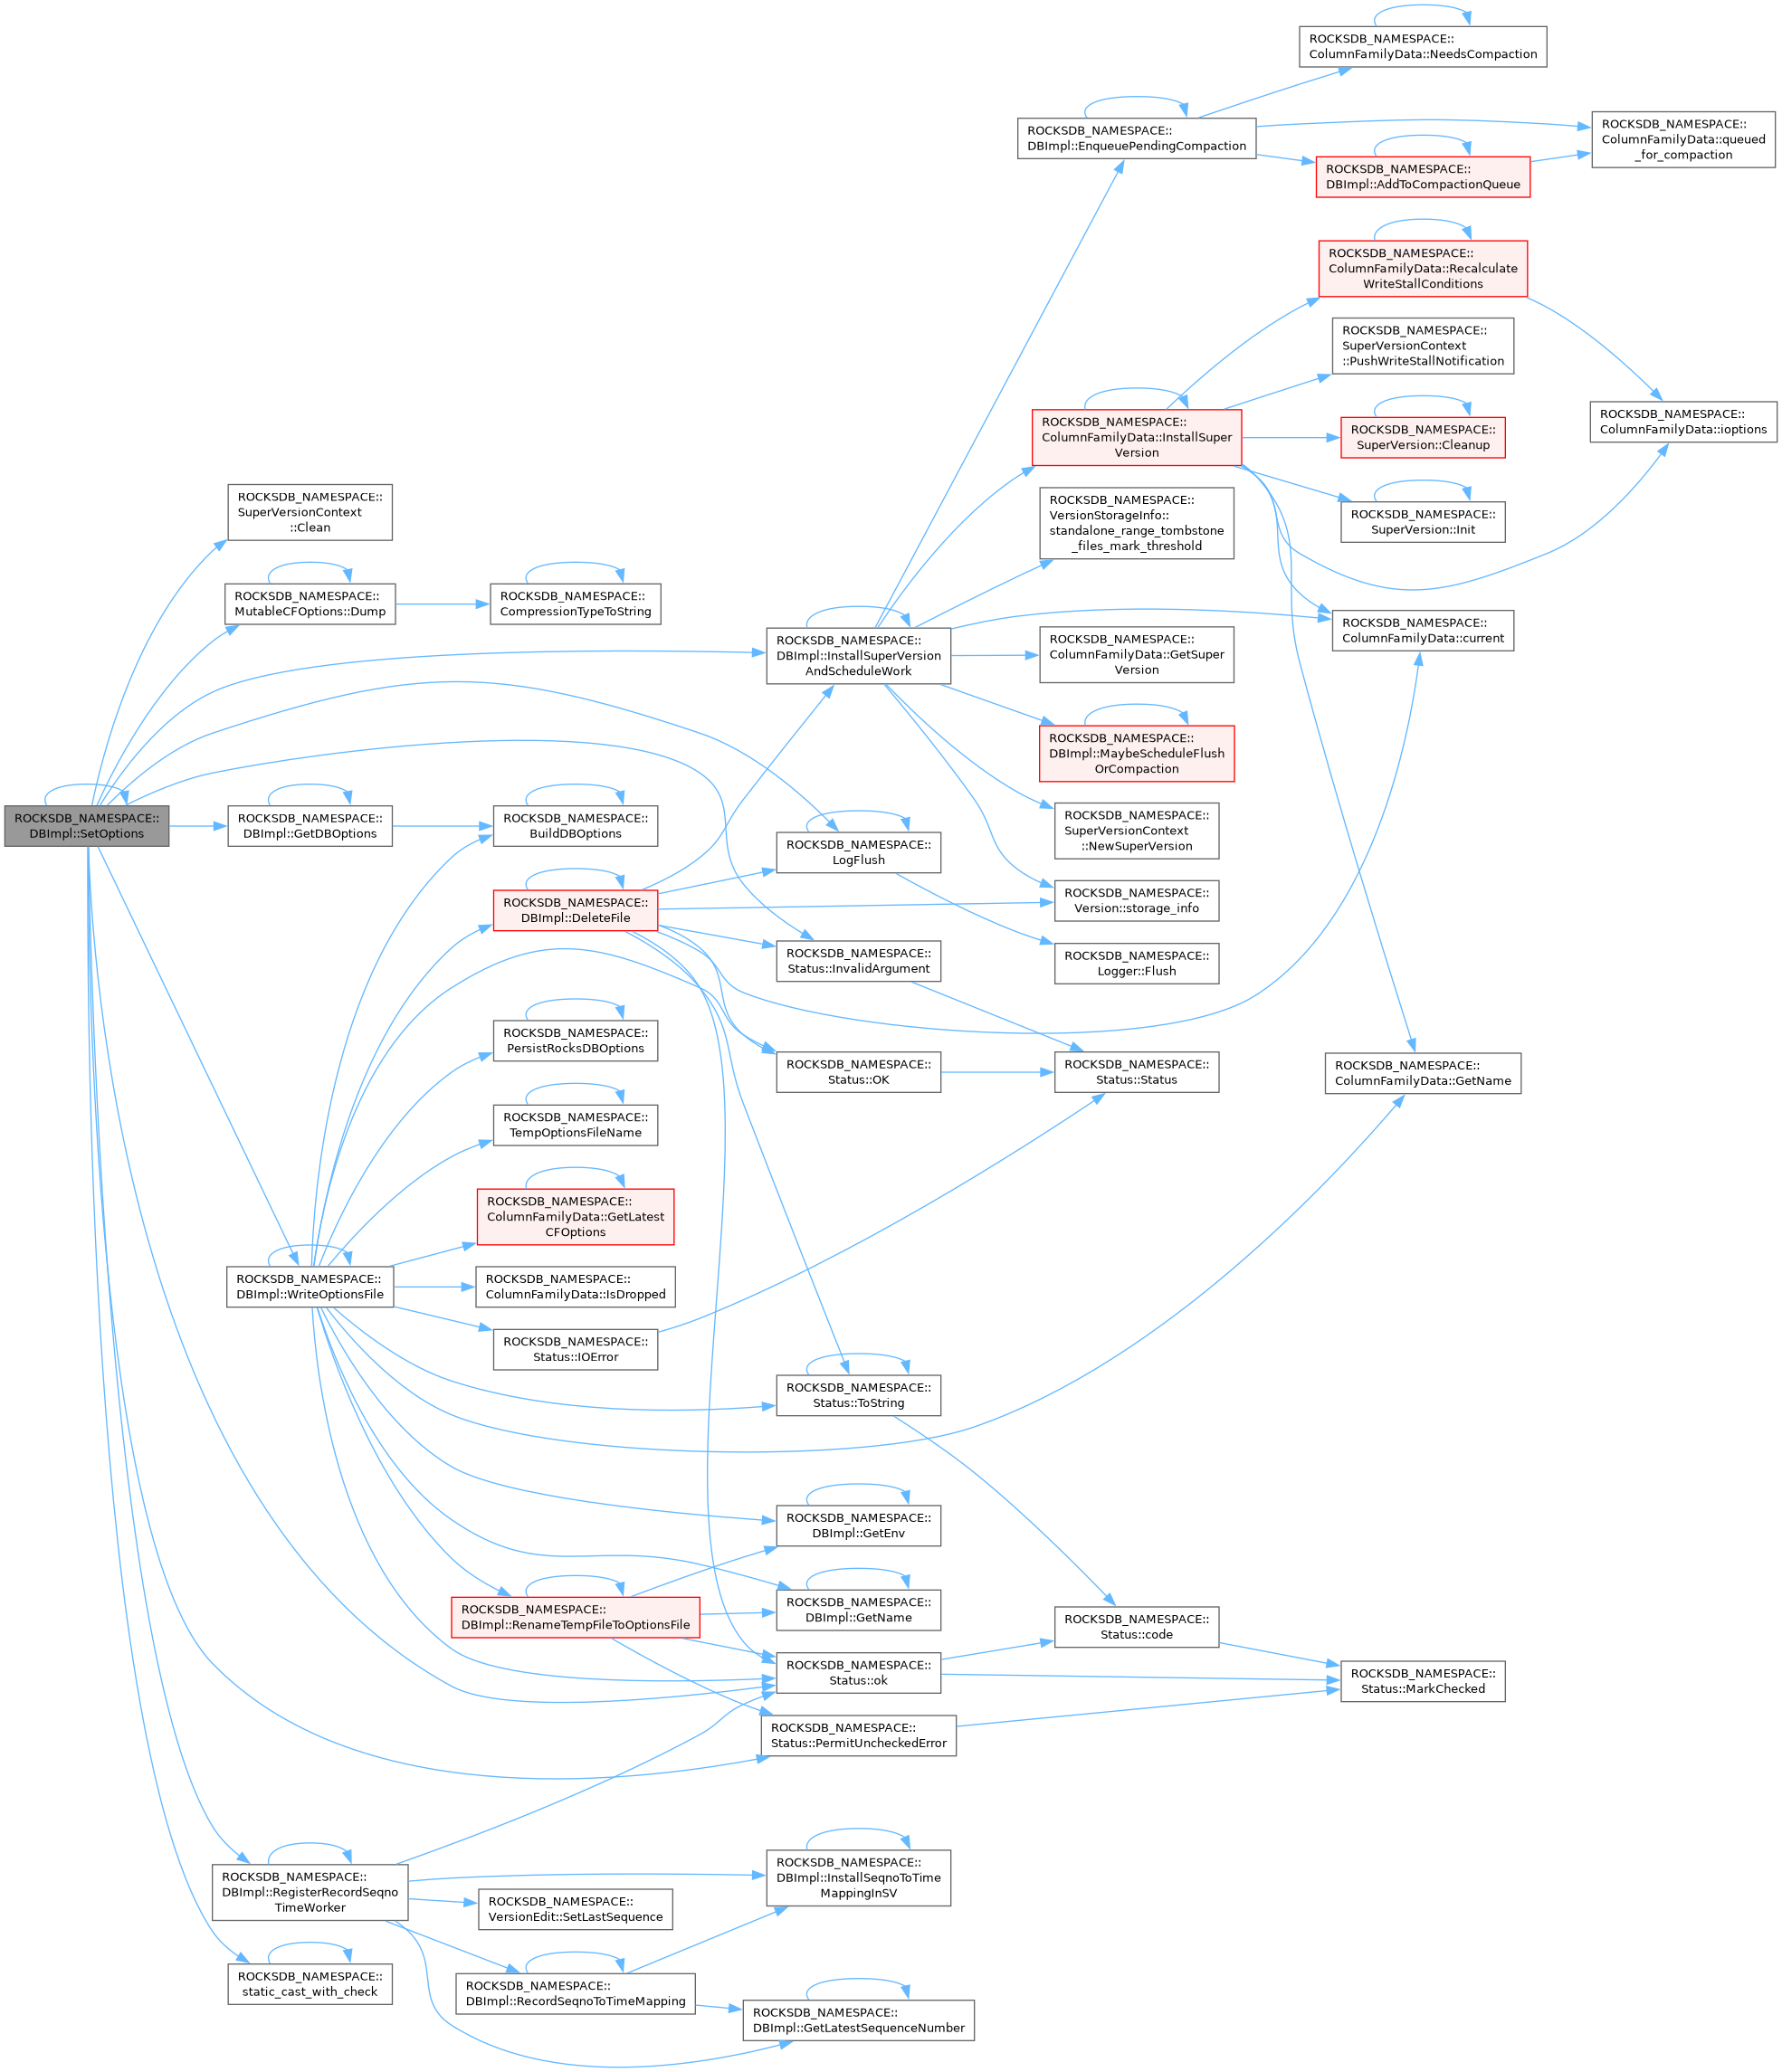 ROCKSDB_NAMESPACE::
DBImpl::SetOptions
ROCKSDB_NAMESPACE::
SuperVersionContext
::Clean
ROCKSDB_NAMESPACE::
MutableCFOptions::Dump
ROCKSDB_NAMESPACE::
CompressionTypeToString
ROCKSDB_NAMESPACE::
DBImpl::GetDBOptions
ROCKSDB_NAMESPACE::
BuildDBOptions
ROCKSDB_NAMESPACE::
DBImpl::WriteOptionsFile
ROCKSDB_NAMESPACE::
DBImpl::RegisterRecordSeqno
TimeWorker
ROCKSDB_NAMESPACE::
static_cast_with_check
ROCKSDB_NAMESPACE::
DBImpl::DeleteFile
ROCKSDB_NAMESPACE::
PersistRocksDBOptions
ROCKSDB_NAMESPACE::
TempOptionsFileName
ROCKSDB_NAMESPACE::
ColumnFamilyData::GetLatest
CFOptions
ROCKSDB_NAMESPACE::
ColumnFamilyData::IsDropped
ROCKSDB_NAMESPACE::
Status::IOError
ROCKSDB_NAMESPACE::
DBImpl::RenameTempFileToOptionsFile
ROCKSDB_NAMESPACE::
VersionEdit::SetLastSequence
ROCKSDB_NAMESPACE::
DBImpl::RecordSeqnoToTimeMapping
ROCKSDB_NAMESPACE::
DBImpl::InstallSuperVersion
AndScheduleWork
ROCKSDB_NAMESPACE::
LogFlush
ROCKSDB_NAMESPACE::
Status::InvalidArgument
ROCKSDB_NAMESPACE::
Status::OK
ROCKSDB_NAMESPACE::
Status::ToString
ROCKSDB_NAMESPACE::
DBImpl::GetEnv
ROCKSDB_NAMESPACE::
DBImpl::GetName
ROCKSDB_NAMESPACE::
Status::ok
ROCKSDB_NAMESPACE::
Status::PermitUncheckedError
ROCKSDB_NAMESPACE::
DBImpl::InstallSeqnoToTime
MappingInSV
ROCKSDB_NAMESPACE::
DBImpl::GetLatestSequenceNumber
ROCKSDB_NAMESPACE::
DBImpl::EnqueuePendingCompaction
ROCKSDB_NAMESPACE::
ColumnFamilyData::InstallSuper
Version
ROCKSDB_NAMESPACE::
VersionStorageInfo::
standalone_range_tombstone
_files_mark_threshold
ROCKSDB_NAMESPACE::
ColumnFamilyData::GetSuper
Version
ROCKSDB_NAMESPACE::
DBImpl::MaybeScheduleFlush
OrCompaction
ROCKSDB_NAMESPACE::
SuperVersionContext
::NewSuperVersion
ROCKSDB_NAMESPACE::
Version::storage_info
ROCKSDB_NAMESPACE::
Logger::Flush
ROCKSDB_NAMESPACE::
Status::Status
ROCKSDB_NAMESPACE::
Status::code
ROCKSDB_NAMESPACE::
ColumnFamilyData::NeedsCompaction
ROCKSDB_NAMESPACE::
DBImpl::AddToCompactionQueue
ROCKSDB_NAMESPACE::
ColumnFamilyData::Recalculate
WriteStallConditions
ROCKSDB_NAMESPACE::
SuperVersionContext
::PushWriteStallNotification
ROCKSDB_NAMESPACE::
SuperVersion::Cleanup
ROCKSDB_NAMESPACE::
SuperVersion::Init
ROCKSDB_NAMESPACE::
ColumnFamilyData::current
ROCKSDB_NAMESPACE::
ColumnFamilyData::GetName
ROCKSDB_NAMESPACE::
Status::MarkChecked
ROCKSDB_NAMESPACE::
ColumnFamilyData::queued
_for_compaction
ROCKSDB_NAMESPACE::
ColumnFamilyData::ioptions